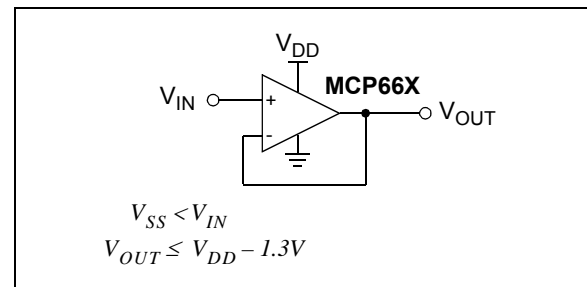 V_DD
MCP66X
V_IN
+
V_OUT
-
V_SS < V_IN
V_OUT ≤ V_DD – 1.3V